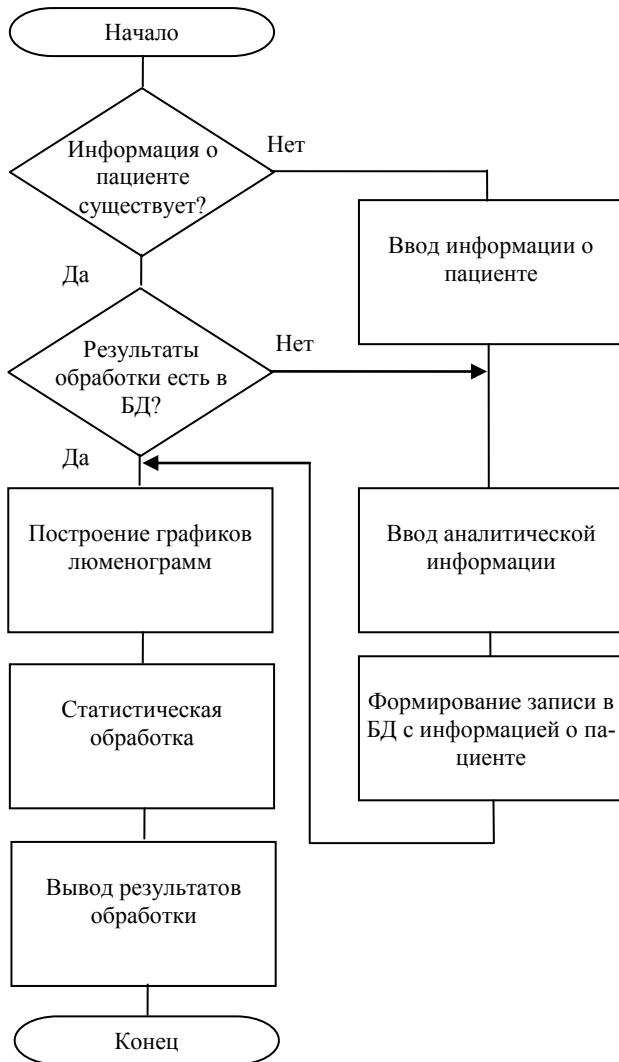 Начало
Информация о
пациенте
существует?
Нет
Ввод информации о
пациенте
Да
Результаты
обработки есть в
БД?
Нет
Да
Построение графиков
люменограмм
Ввод аналитической
информации
Статистическая
обработка
Формирование записи в
БД с информацией о па-
циенте
Вывод результатов
обработки
Конец